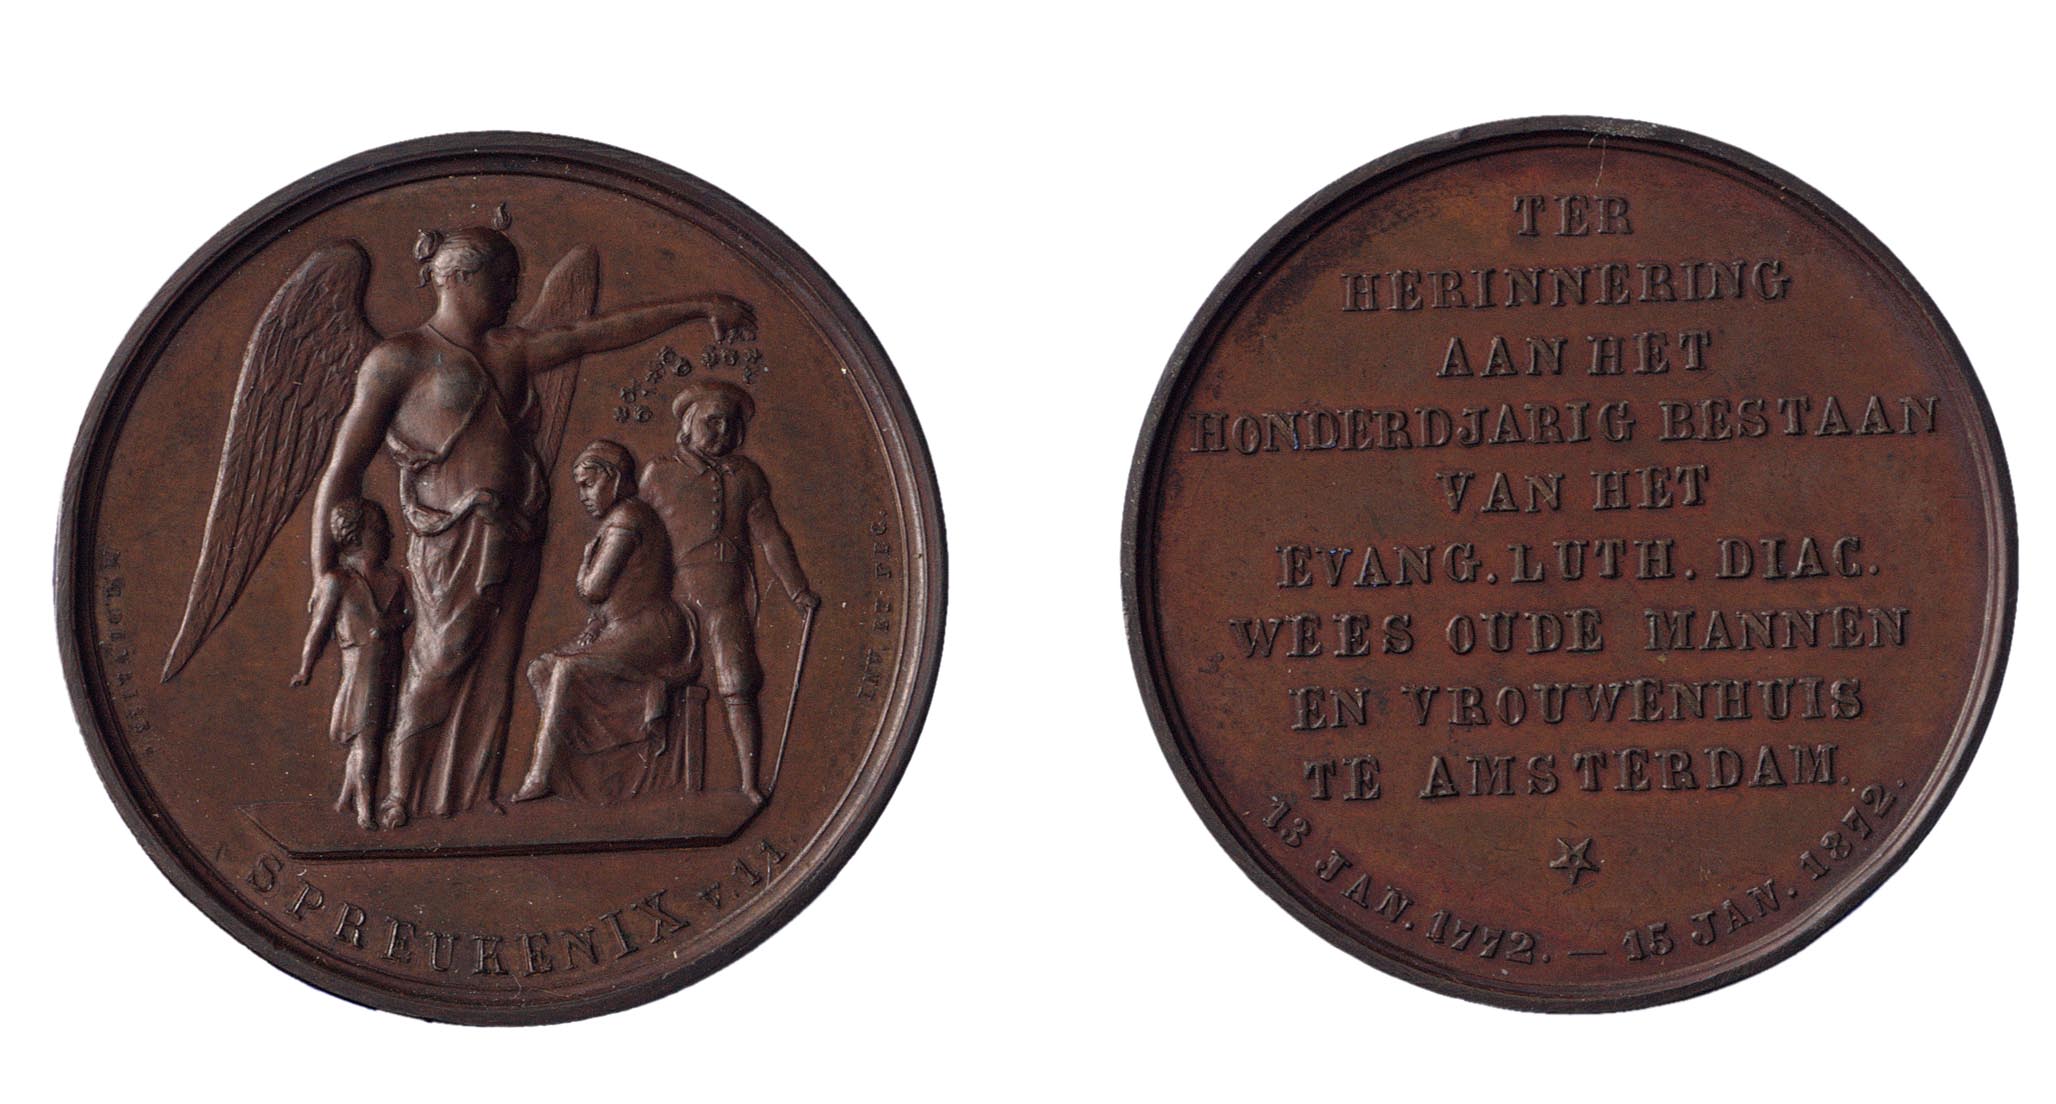 SPREUKEN IX v. 11.
TER
HERINNERING
AAN HET
HONDERDJARIG BESTAAN
VAN HET
EVANG. LUTH. DIAC.
WEES OUDE MANNEN
EN VROUWENHUIS
TE AMSTERDAM.
13 JAN. 1772. — 15 JAN. 1872.